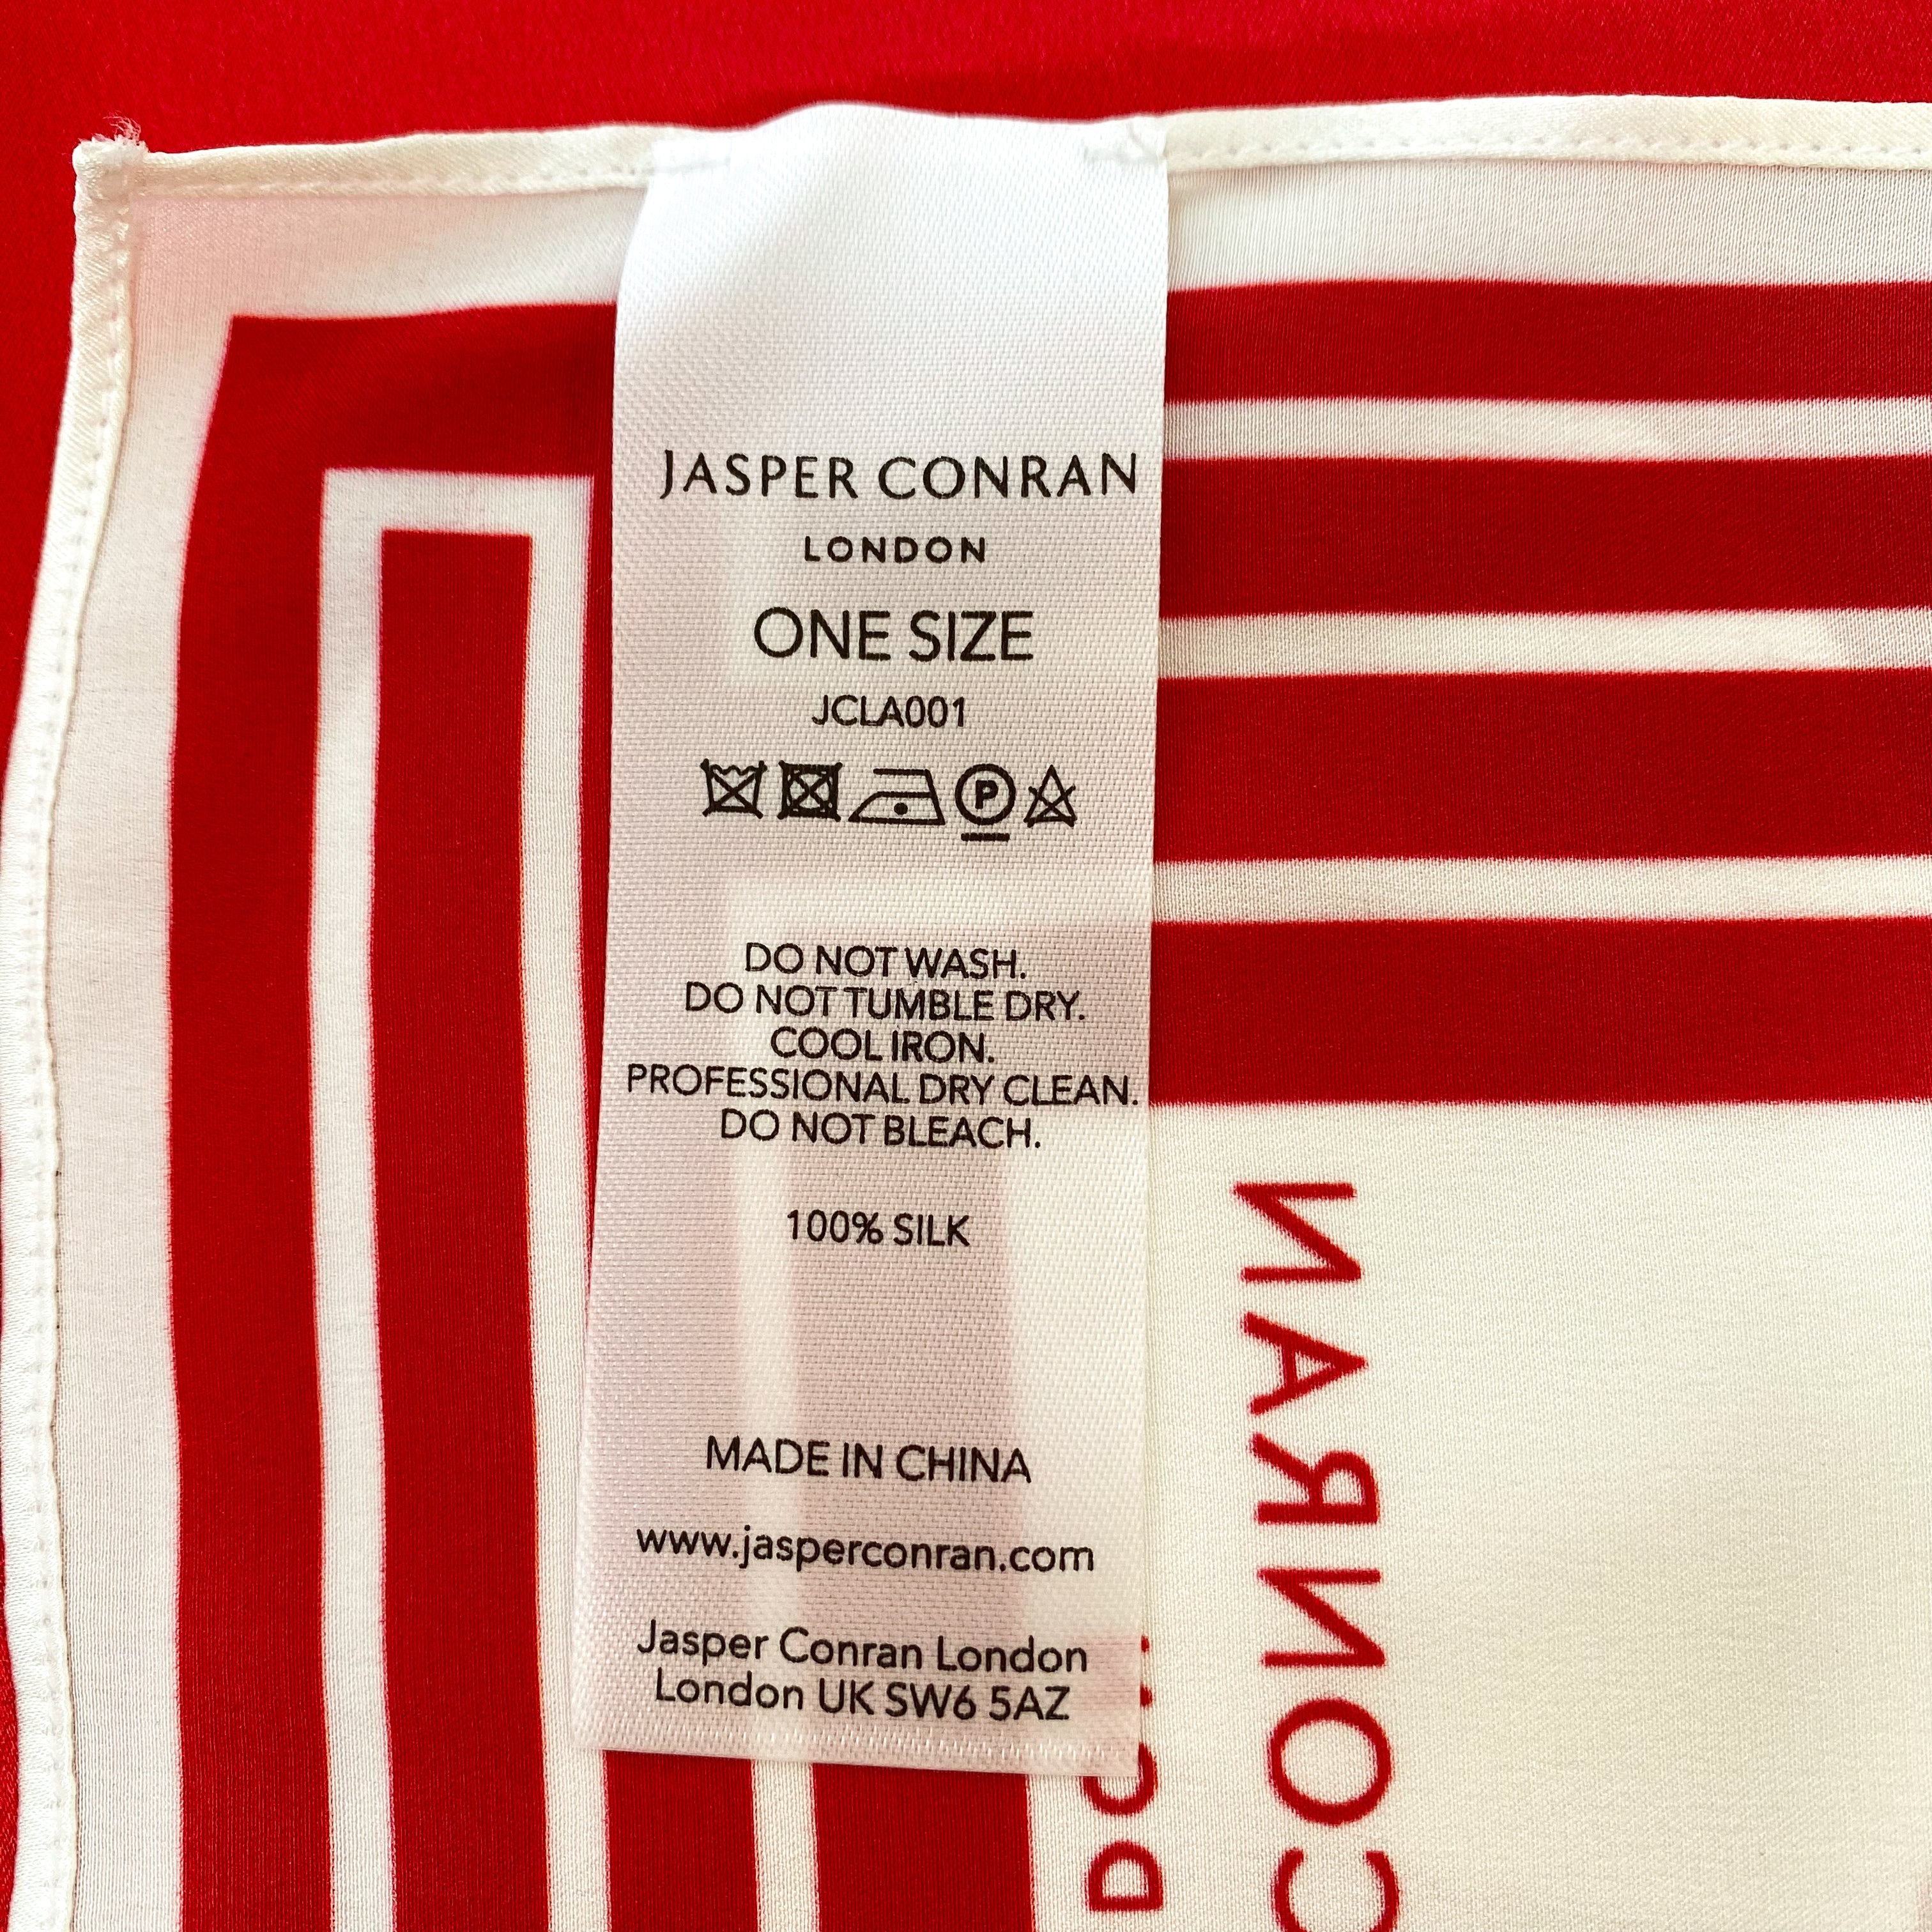 JASPER CONRAN
LONDON
ONE SIZE
JCLA001
P
DO NOT WASH.
DO NOT TUMBLE DRY.
COOL IRON.
PROFESSIONAL DRY CLEAN.
DO NOT BLEACH.
100% SILK
MADE IN CHINA
www.jasperconran.com
Jasper Conran London
London UK SW6 5AZ
CONRAN